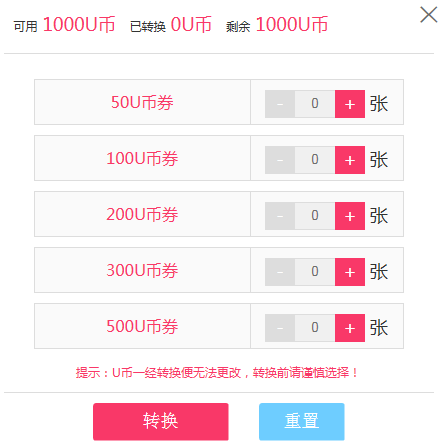 可用 1000U币 已转换 0U币 剩余 1000U币
50U币券 - 0 + 张
100U币券 - 0 + 张
200U币券 - 0 + 张
300U币券 - 0 + 张
500U币券 - 0 + 张
提示：U币一经转换便无法更改，转换前请谨慎选择！
转换 重置